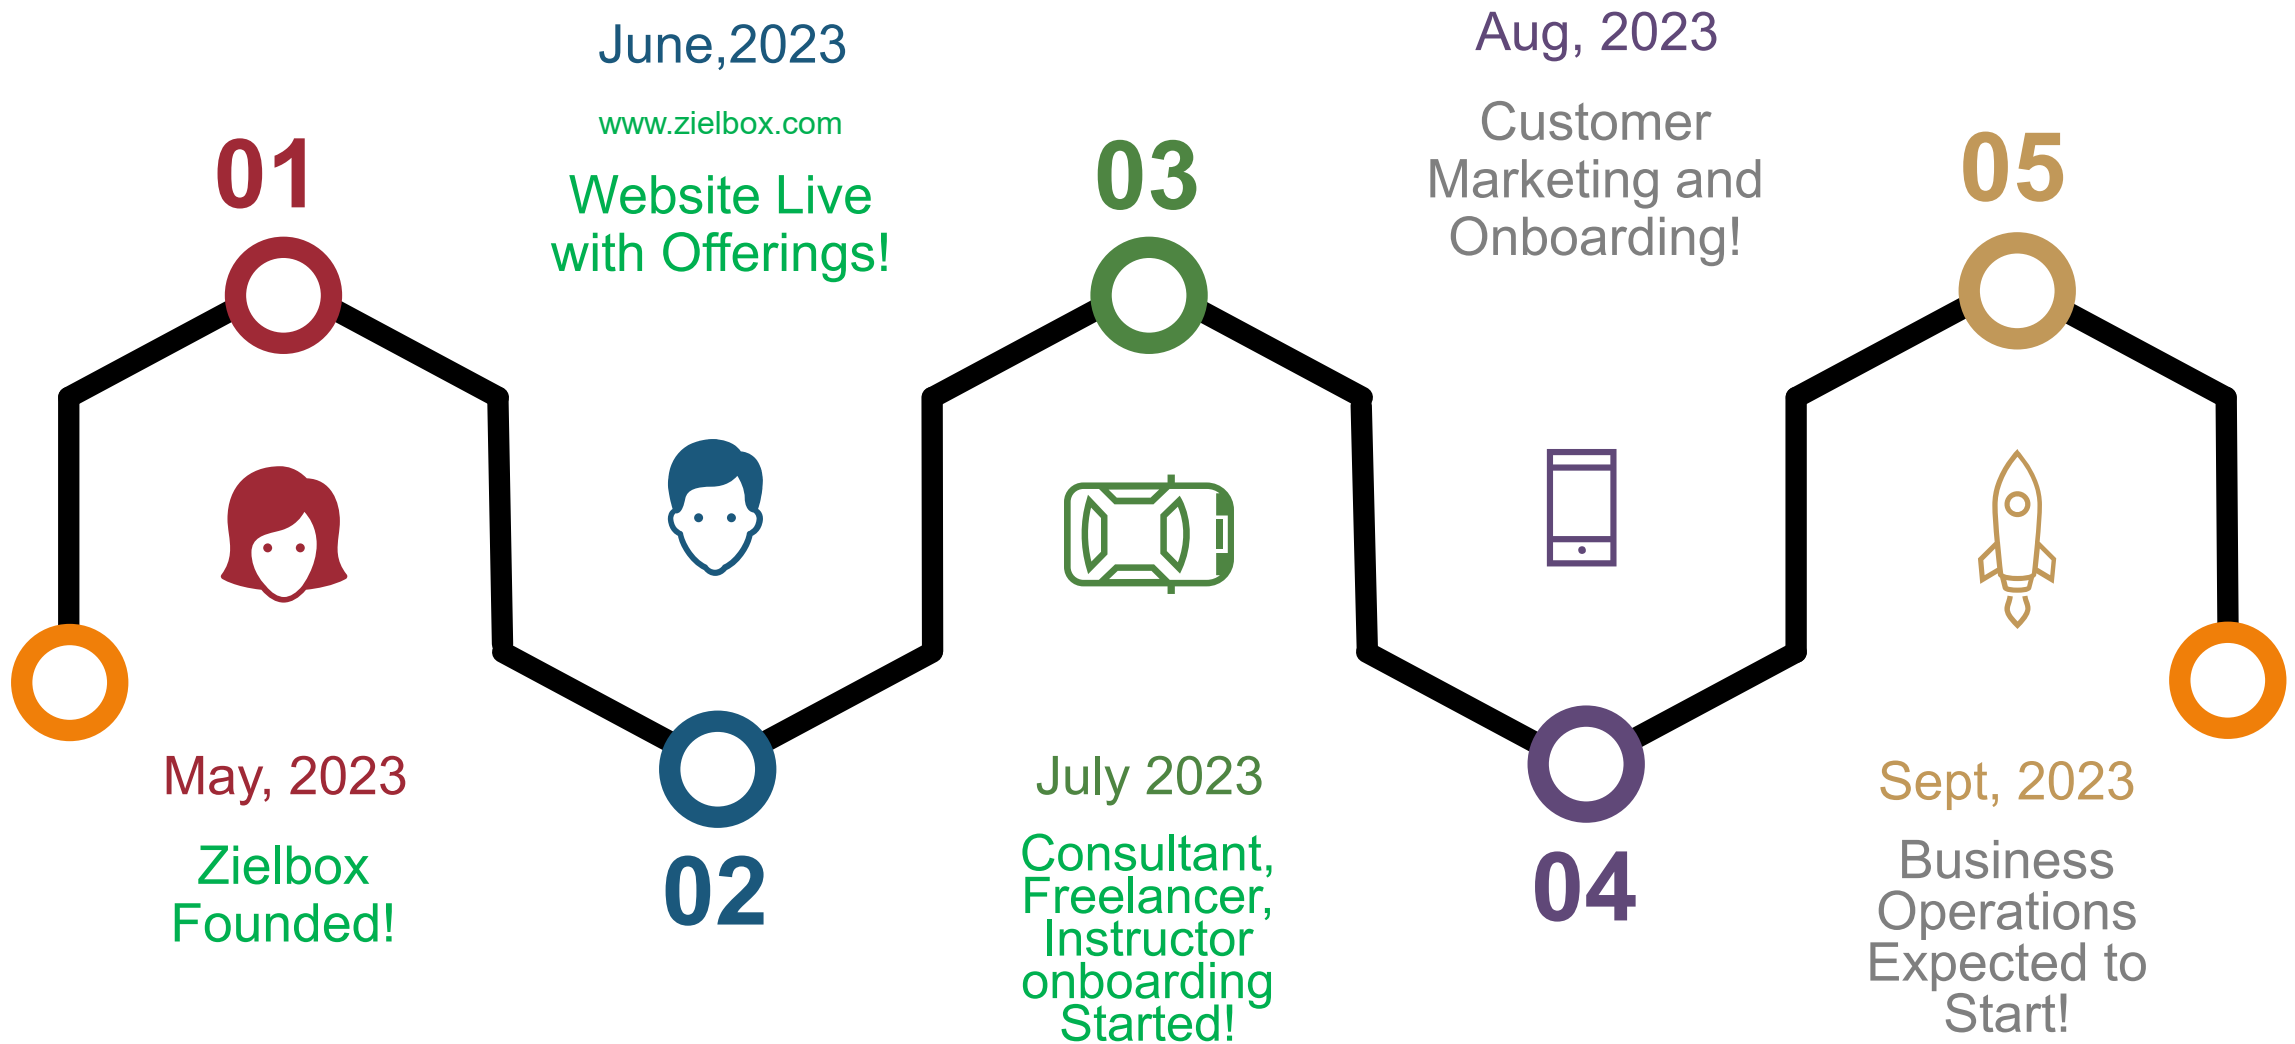 01
May, 2023
Zielbox
Founded!
June,2023
www.zielbox.com
Website Live
with Offerings!
02
03
July 2023
Consultant,
Freelancer,
Instructor
onboarding
Started!
Aug, 2023
Customer
Marketing and
Onboarding!
04
05
Sept, 2023
Business
Operations
Expected to
Start!